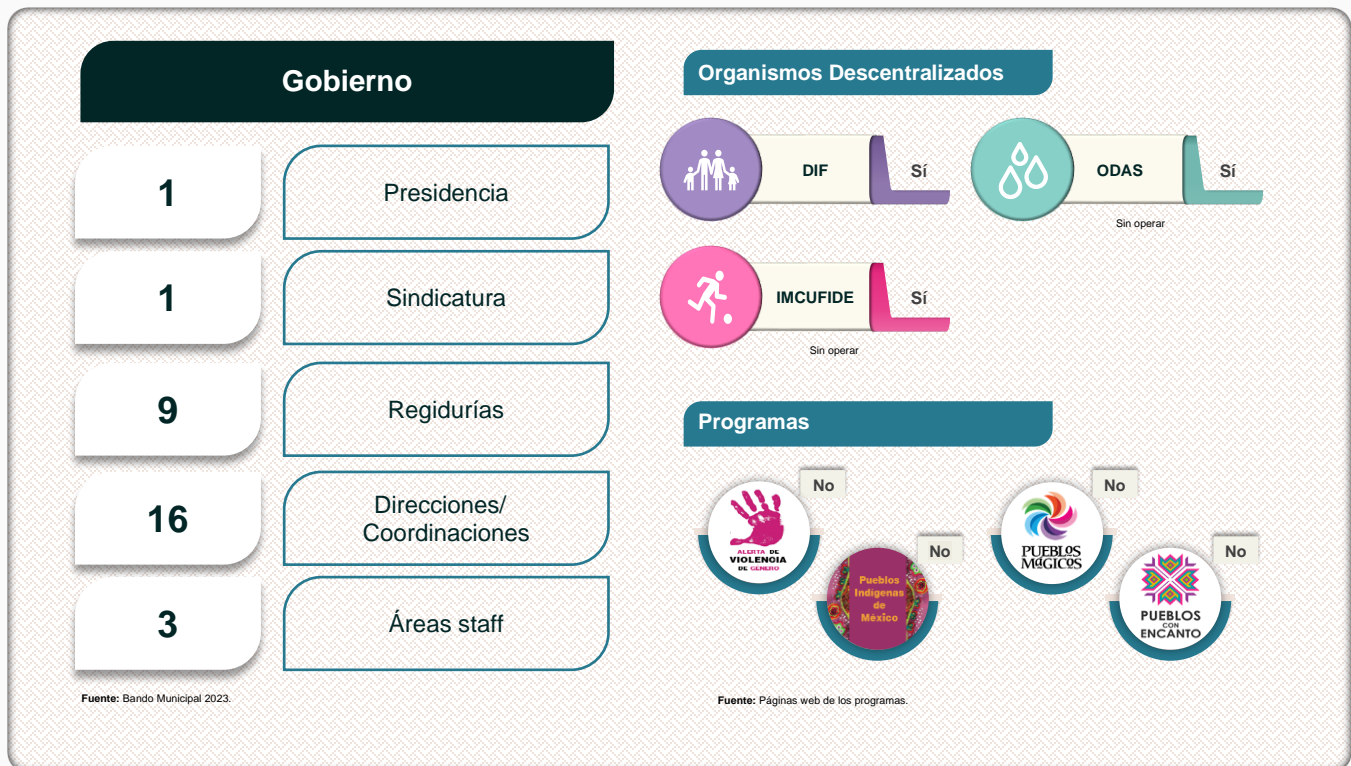 Gobierno
1
Presidencia
1
Sindicatura
9
Regidurías
16
Direcciones/
Coordinaciones
3
Áreas staff
Fuente: Bando Municipal 2023.
Organismos Descentralizados
DIF
Sí
ODAS
Sí
Sin operar
IMCUFIDE
Sí
Sin operar
Programas
No
ALERTA DE
VIOLENCIA
DE GENERO
No
Pueblos
Indígenas
de
México
No
PUEBLOS
MáGICOS
No
PUEBLOS
CON
ENCANTO
Fuente: Páginas web de los programas.